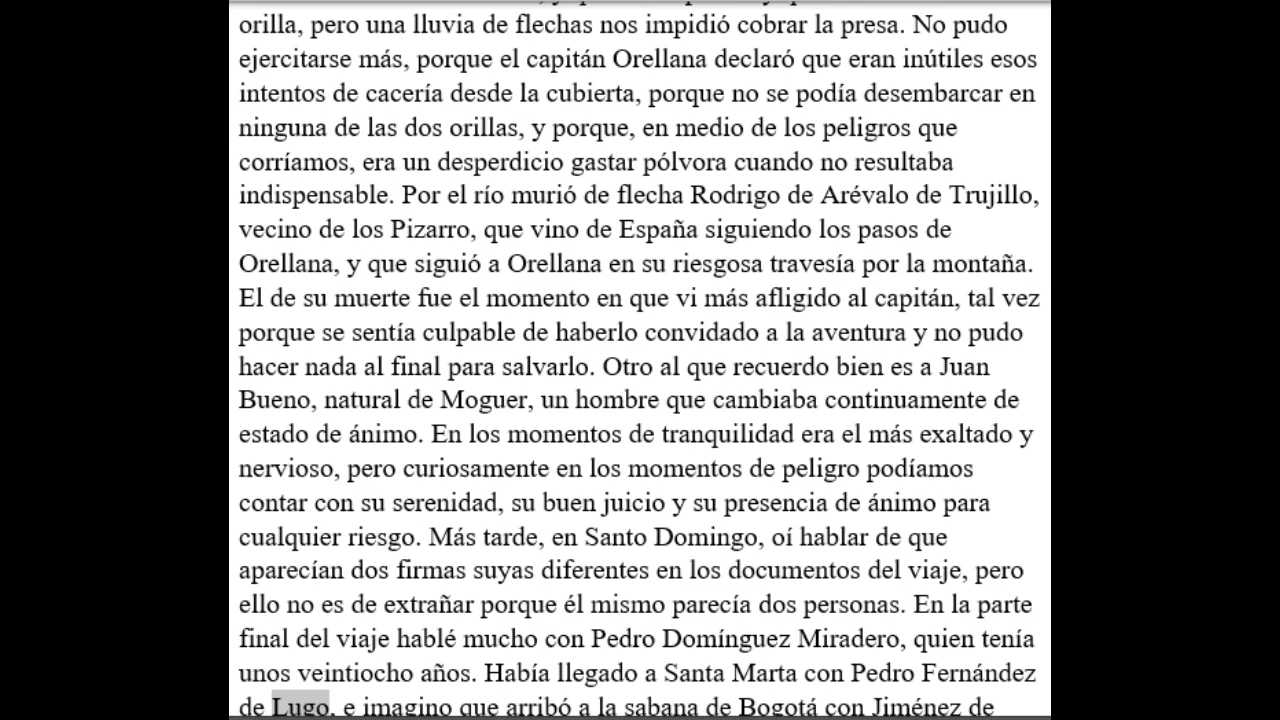 orilla, pero una lluvia de flechas nos impidió cobrar la presa. No pudo
ejercitarse más, porque el capitán Orellana declaró que eran inútiles esos
intentos de cacería desde la cubierta, porque no se podía desembarcar en
ninguna de las dos orillas, y porque, en medio de los peligros que
corríamos, era un desperdicio gastar pólvora cuando no resultaba
indispensable. Por el río murió de flecha Rodrigo de Arévalo de Trujillo,
vecino de los Pizarro, que vino de España siguiendo los pasos de
Orellana, y que siguió a Orellana en su riesgosa travesía por la montaña.
El de su muerte fue el momento en que vi más afligido al capitán, tal vez
porque se sentía culpable de haberlo convidado a la aventura y no pudo
hacer nada al final para salvarlo. Otro al que recuerdo bien es a Juan
Bueno, natural de Moguer, un hombre que cambiaba continuamente de
estado de ánimo. En los momentos de tranquilidad era el más exaltado y
nervioso, pero curiosamente en los momentos de peligro podíamos
contar con su serenidad, su buen juicio y su presencia de ánimo para
cualquier riesgo. Más tarde, en Santo Domingo, oí hablar de que
aparecían dos firmas suyas diferentes en los documentos del viaje, pero
ello no es de extrañar porque él mismo parecía dos personas. En la parte
final del viaje hablé mucho con Pedro Domínguez Miradero, quien tenía
unos veintiocho años. Había llegado a Santa Marta con Pedro Fernández
de Lugo, e imagino que arribó a la sabana de Bogotá con Jiménez de